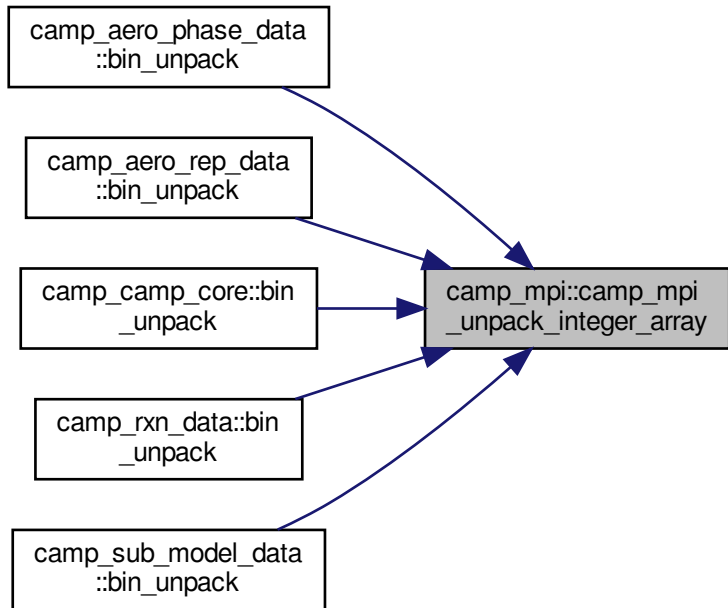 camp_aero_phase_data
::bin_unpack
camp_aero_rep_data
::bin_unpack
camp_camp_core::bin
_unpack
camp_mpi::camp_mpi
_unpack_integer_array
camp_rxn_data::bin
_unpack
camp_sub_model_data
::bin_unpack